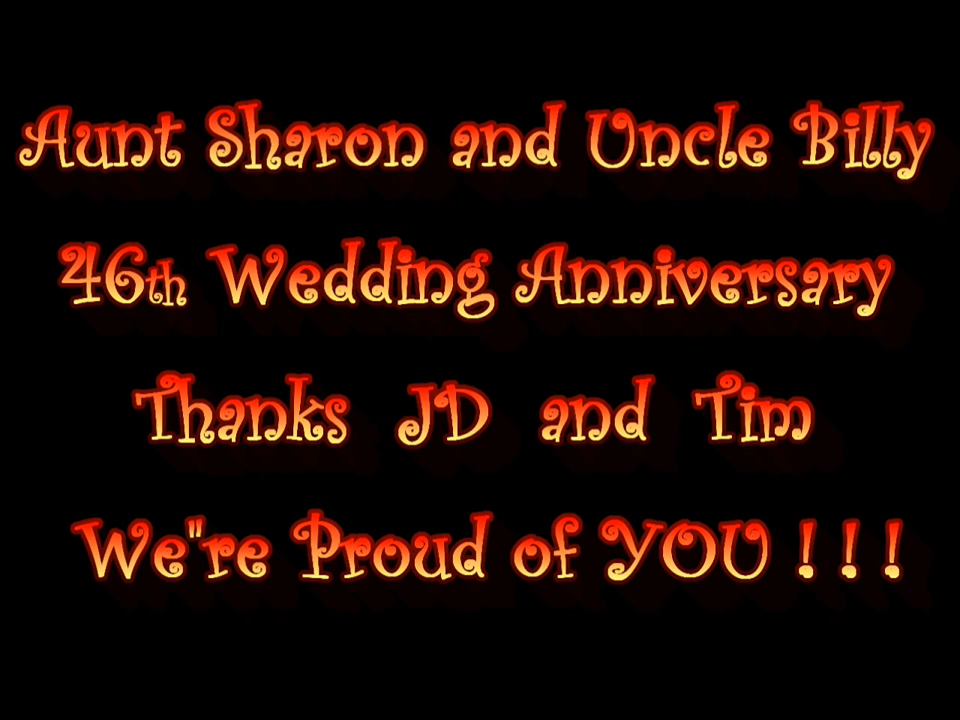 Aunt Sharon and Uncle Billy
46th Wedding Anniversary
Thanks JD and Tim
We"re Proud of YOU ! ! !